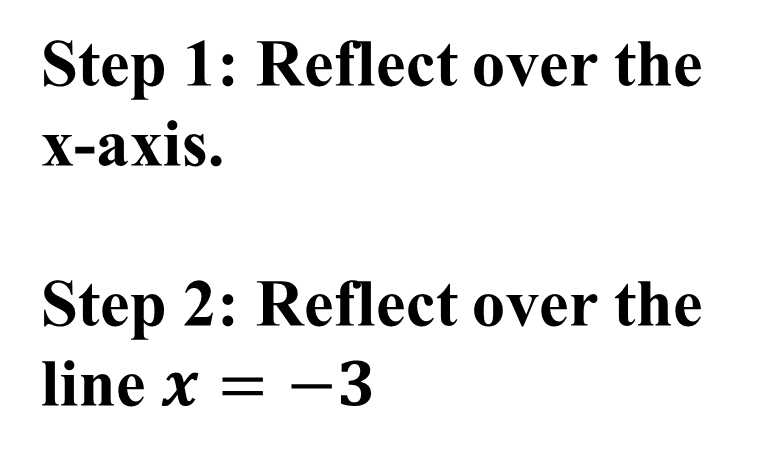 Step 1: Reflect over the
x-axis.
Step 2: Reflect over the
line 𝒙 = −𝟑